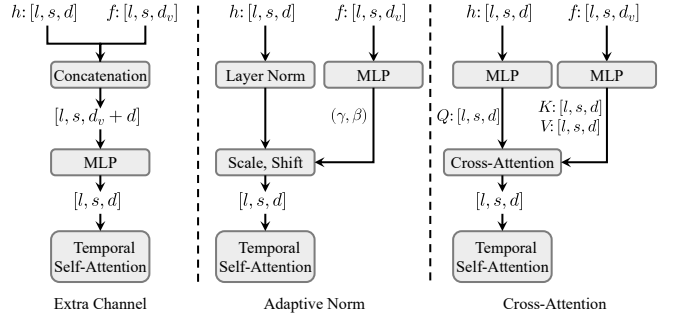 h: [l, s, d] f: [l, s, d_v]
Concatenation
[l, s, d_v + d]
MLP
[l, s, d]
Temporal
Self-Attention
Extra Channel
h: [l, s, d] f: [l, s, d_v]
Layer Norm MLP
(γ, β)
Scale, Shift
[l, s, d]
Temporal
Self-Attention
Adaptive Norm
h: [l, s, d] f: [l, s, d_v]
MLP MLP
Q: [l, s, d] K: [l, s, d]
V: [l, s, d]
Cross-Attention
[l, s, d]
Temporal
Self-Attention
Cross-Attention